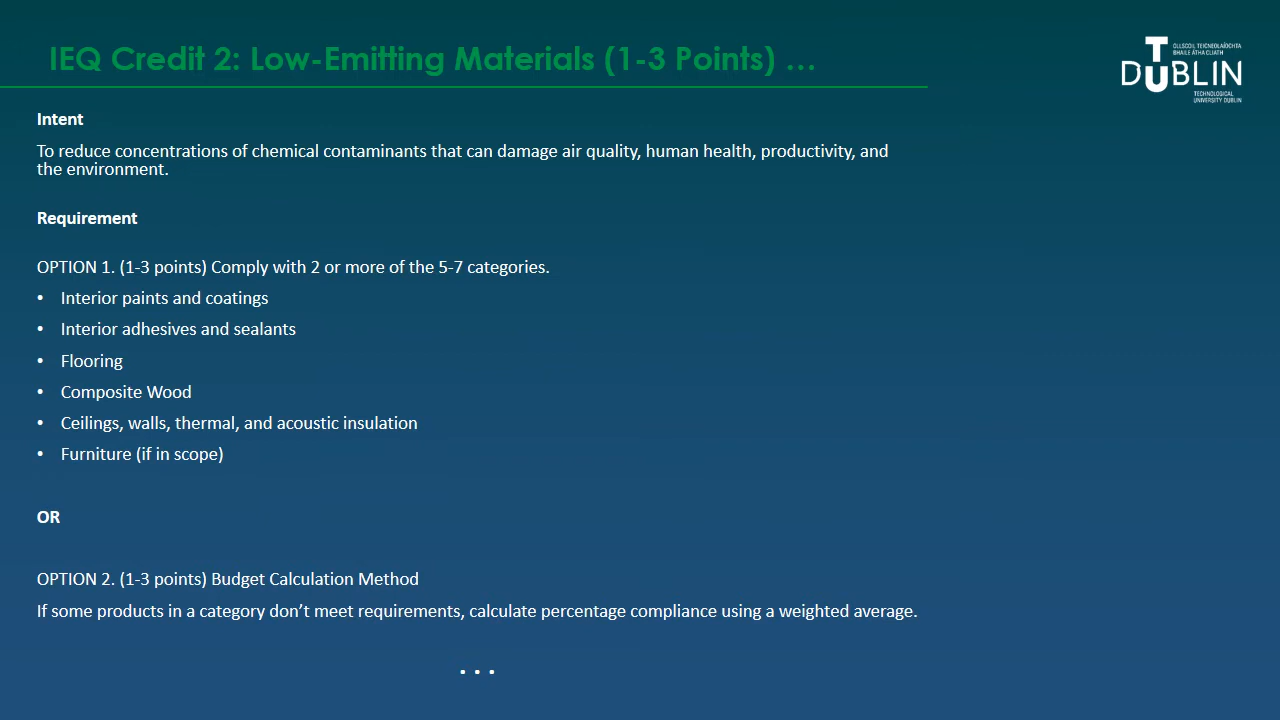 IEQ Credit 2: Low-Emitting Materials (1-3 Points) …
OLLSCOIL TEICNEOLAÍOCHTA
BHAILE ÁTHA CLIATH
TU DUBLIN
TECHNOLOGICAL
UNIVERSITY DUBLIN
Intent
To reduce concentrations of chemical contaminants that can damage air quality, human health, productivity, and
the environment.
Requirement
OPTION 1. (1-3 points) Comply with 2 or more of the 5-7 categories.
• Interior paints and coatings
• Interior adhesives and sealants
• Flooring
• Composite Wood
• Ceilings, walls, thermal, and acoustic insulation
• Furniture (if in scope)
OR
OPTION 2. (1-3 points) Budget Calculation Method
If some products in a category don’t meet requirements, calculate percentage compliance using a weighted average.
. . .